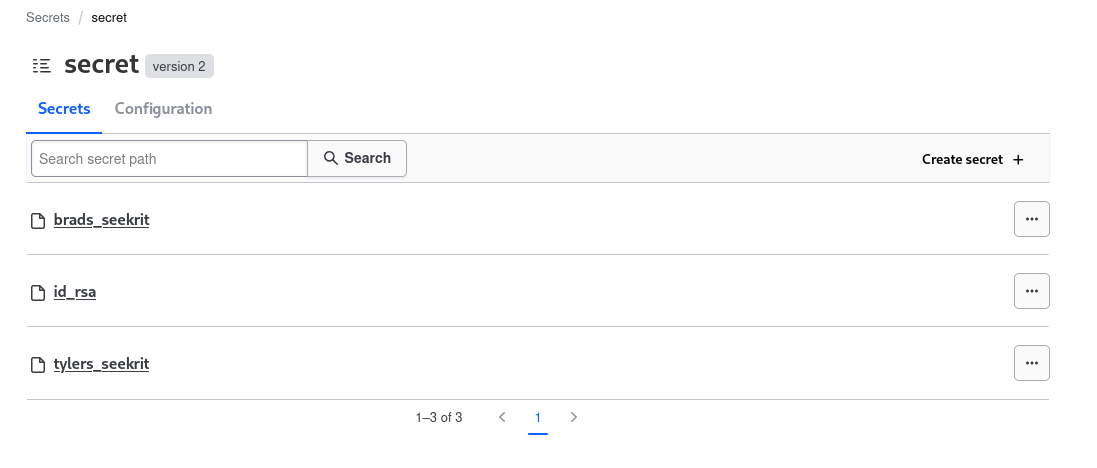 Secrets / secret
secret version 2
Secrets Configuration
Search secret path Search Create secret +
brads_seekrit ...
id_rsa ...
tylers_seekrit ...
1–3 of 3 < 1 >